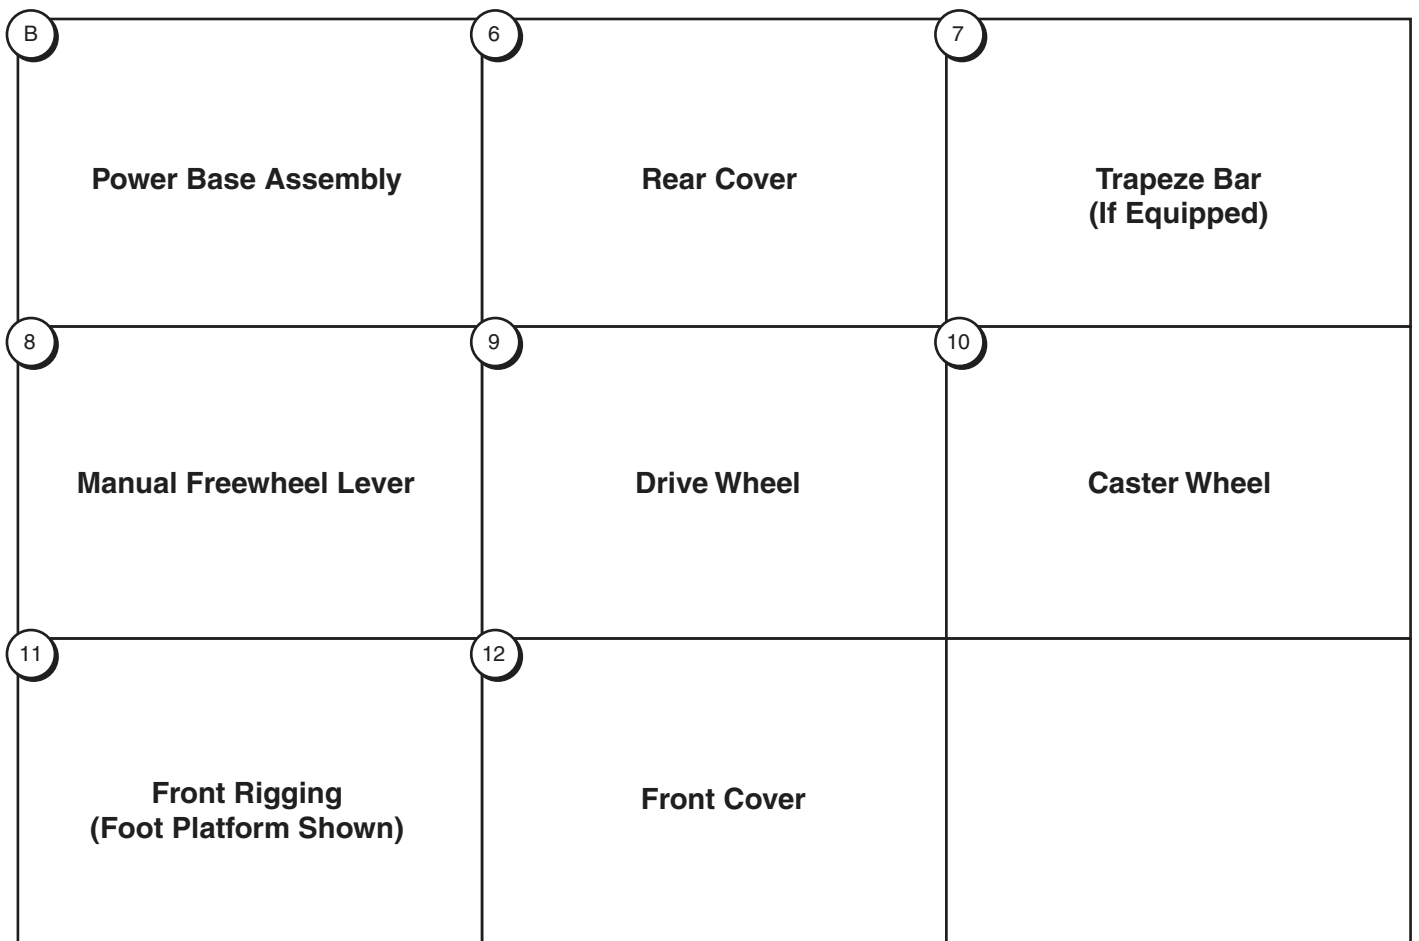 B
6
7
Power Base Assembly
Rear Cover
Trapeze Bar
(If Equipped)
8
9
10
Manual Freewheel Lever
Drive Wheel
Caster Wheel
11
12
Front Rigging
(Foot Platform Shown)
Front Cover